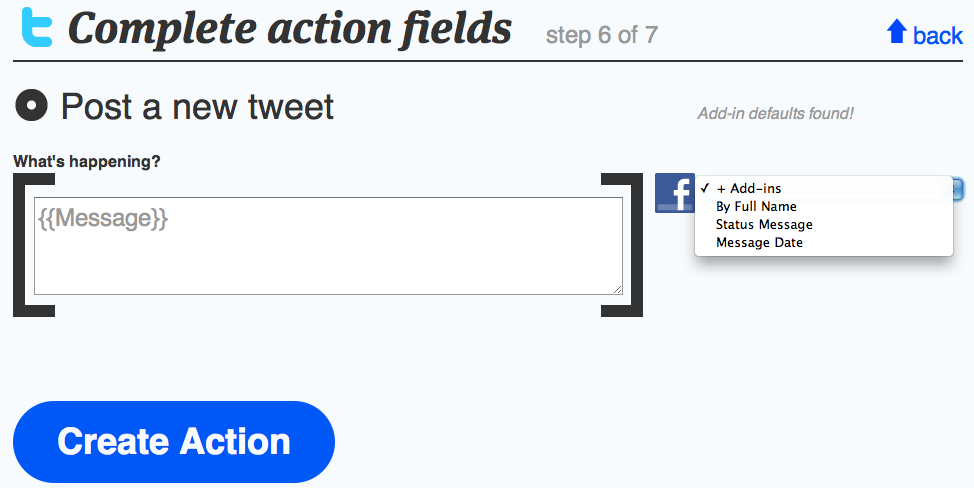 Complete action fields step 6 of 7 back
Post a new tweet
Add-in defaults found!
What's happening?
{{Message}}
✓ + Add-ins
By Full Name
Status Message
Message Date
Create Action